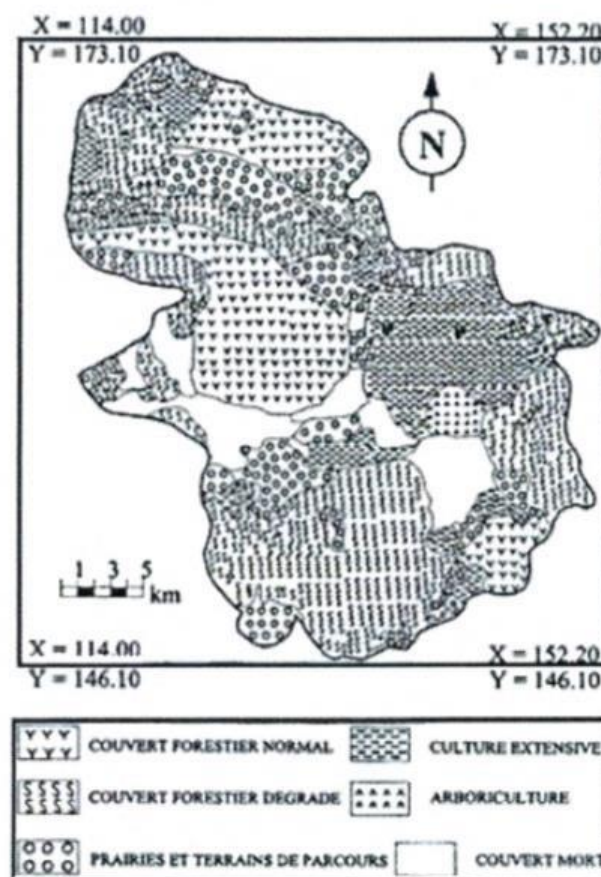 X = 114.00 X = 152.20
Y = 173.10 Y = 173.10
N
1 3 5
km
X = 114.00 X = 152.20
Y = 146.10 Y = 146.10
COUVERT FORESTIER NORMAL CULTURE EXTENSIVE
COUVERT FORESTIER DEGRADE ARBORICULTURE
PRAIRIES ET TERRAINS DE PARCOURS COUVERT MORT